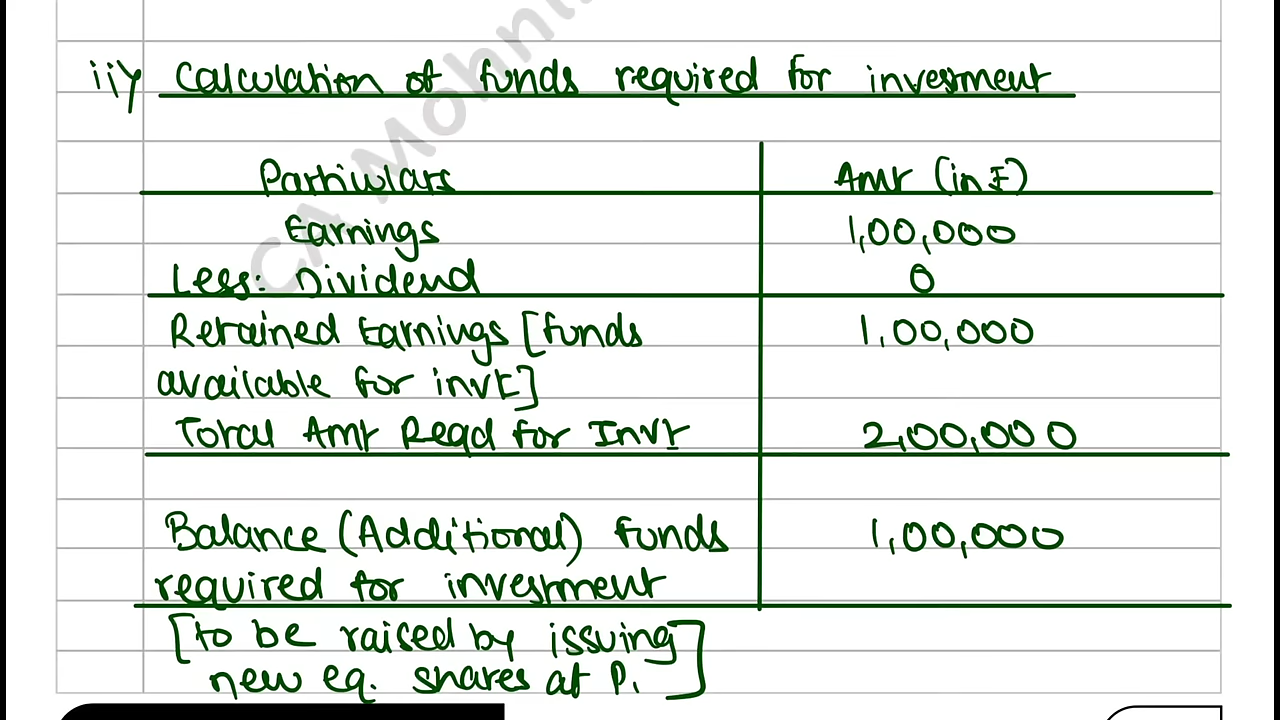 ii) Calculation of funds required for investment
Particulars Amt (in ₹)
Earnings 1,00,000
Less: Dividend 0
Retained Earnings [funds 1,00,000
available for invt]
Total Amt Reqd for Invt 2,00,000
Balance (Additional) funds 1,00,000
required for investment
[to be raised by issuing
new eq. shares at P₁]
CA Mohni